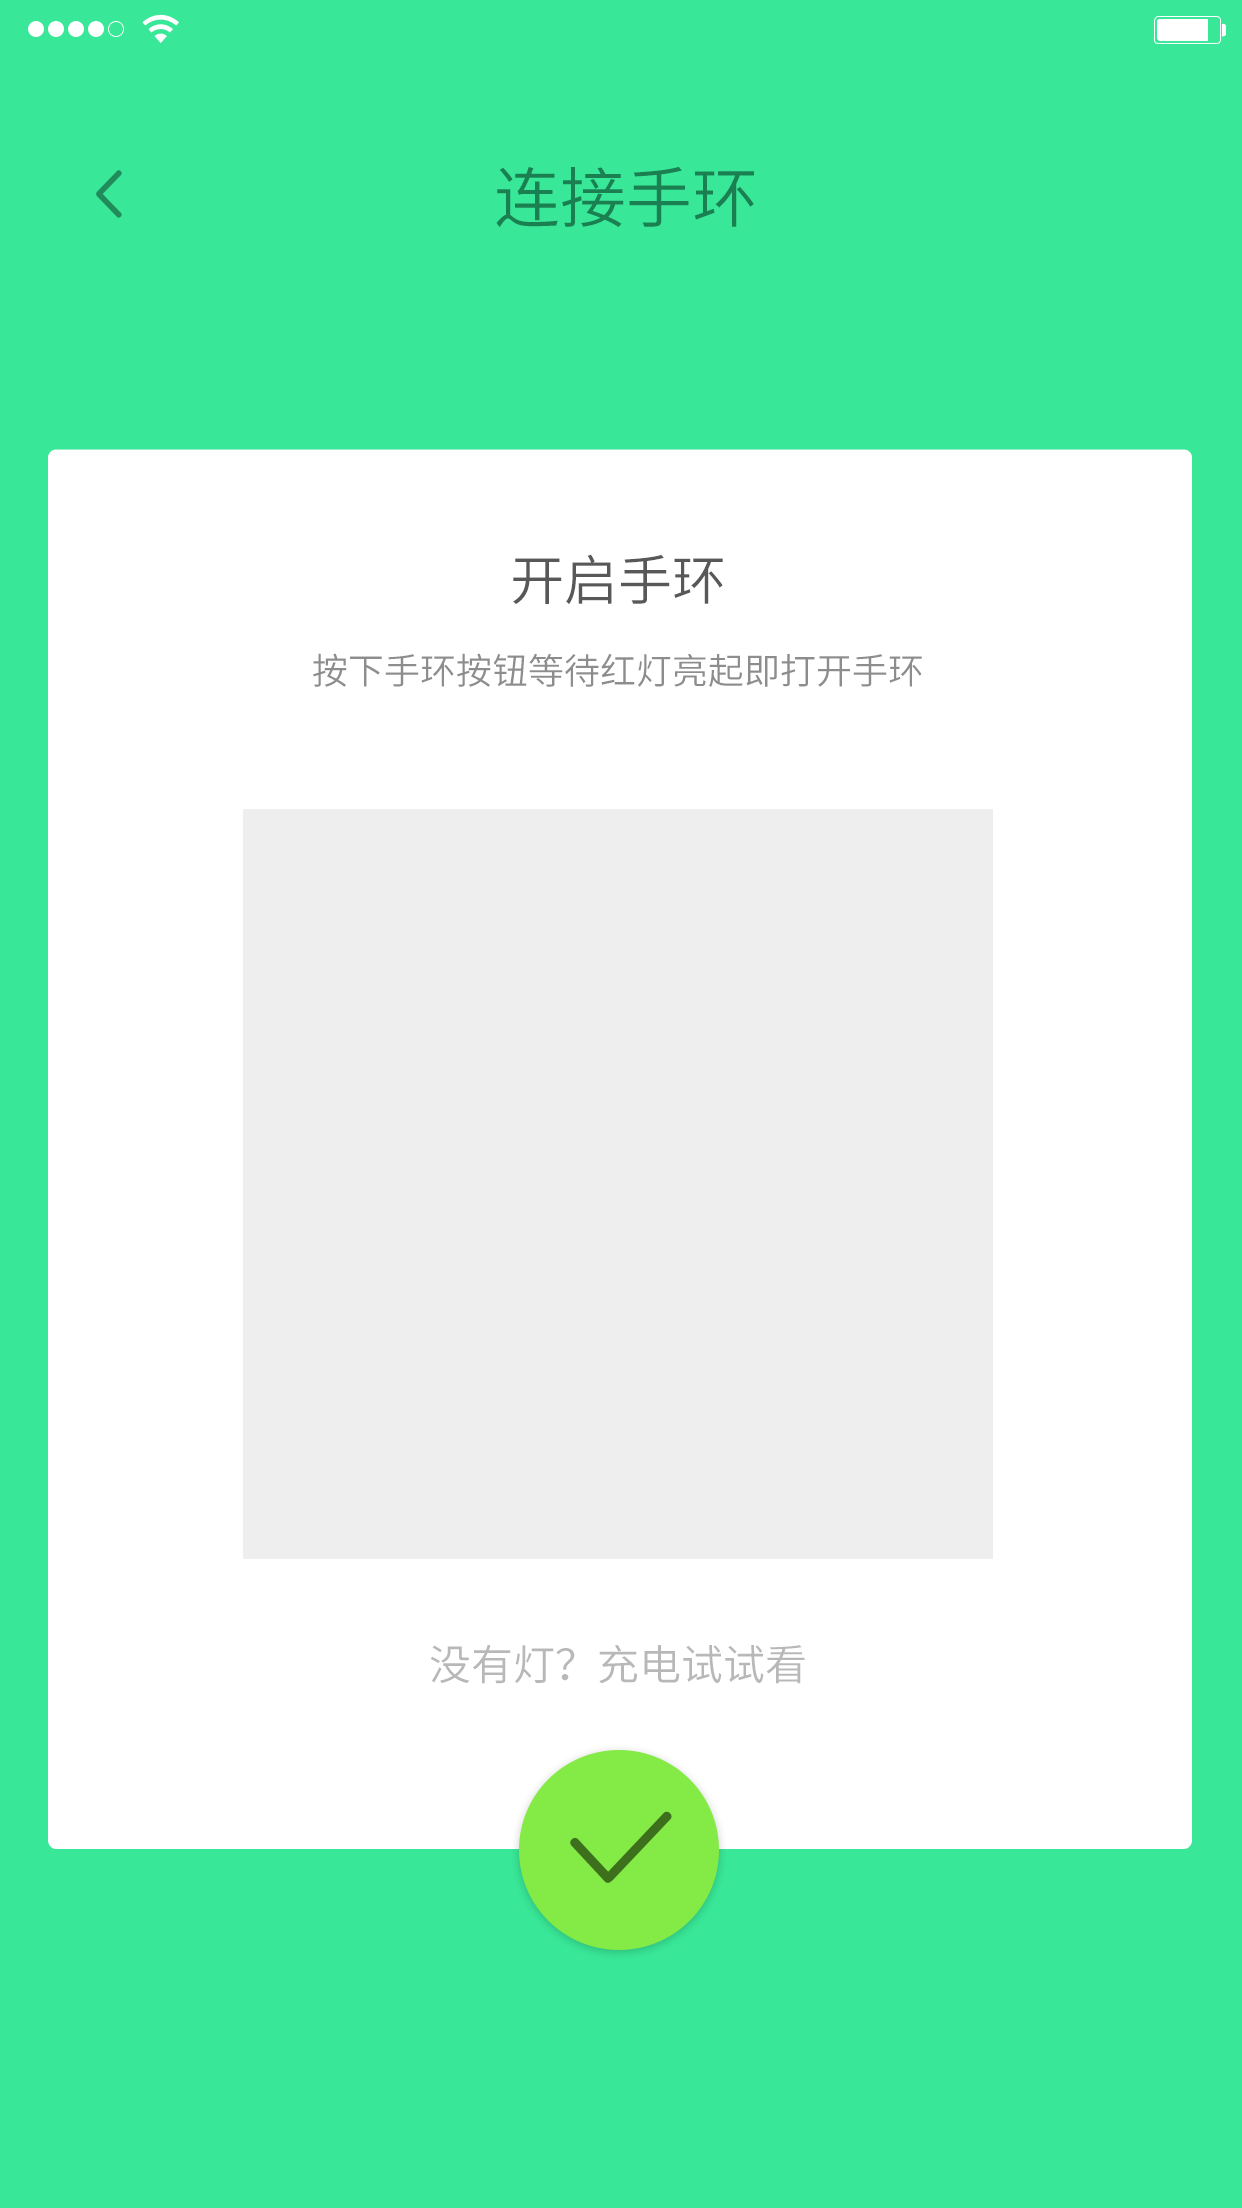 连接手环
开启手环
按下手环按钮等待红灯亮起即打开手环
没有灯？充电试试看